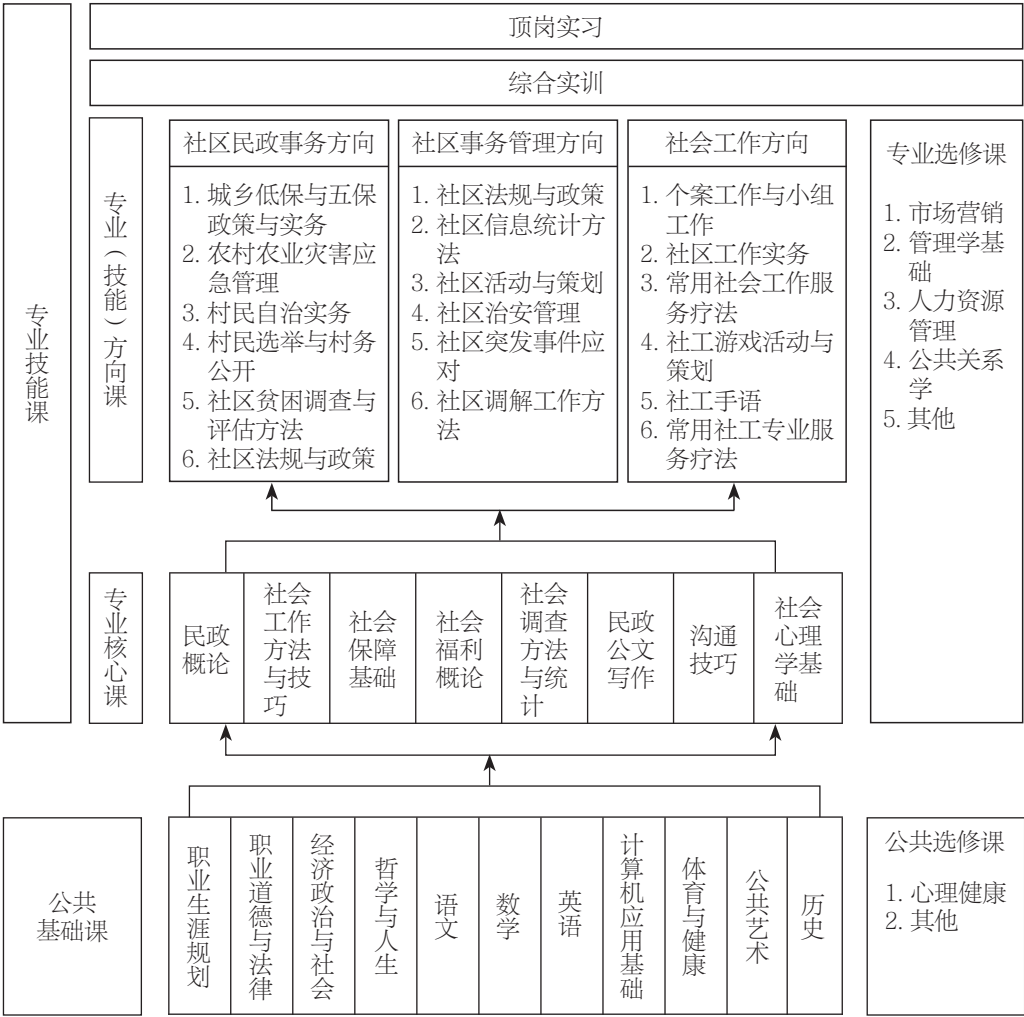 顶岗实习
综合实训
专业技能课
专业（技能）方向课
社区民政事务方向
1. 城乡低保与五保
政策与实务
2. 农村农业灾害应
急管理
3. 村民自治实务
4. 村民选举与村务
公开
5. 社区贫困调查与
评估方法
6. 社区法规与政策
社区事务管理方向
1. 社区法规与政策
2. 社区信息统计方
法
3. 社区活动与策划
4. 社区治安管理
5. 社区突发事件应
对
6. 社区调解工作方
法
社会工作方向
1. 个案工作与小组
工作
2. 社区工作实务
3. 常用社会工作服
务疗法
4. 社工游戏活动与
策划
5. 社工手语
6. 常用社工专业服
务疗法
专业选修课
1. 市场营销
2. 管理学基
础
3. 人力资源
管理
4. 公共关系
学
5. 其他
专业核心课
民政
概论
社会
工作
方法
与技
巧
社会
保障
基础
社会
福利
概论
社会
调查
方法
与统
计
民政
公文
写作
沟通
技巧
社会
心理
学基
础
公共
基础课
职业生涯规划
职业道德与法律
经济政治与社会
哲学与人生
语文
数学
英语
计算机应用基础
体育与健康
公共艺术
历史
公共选修课
1. 心理健康
2. 其他